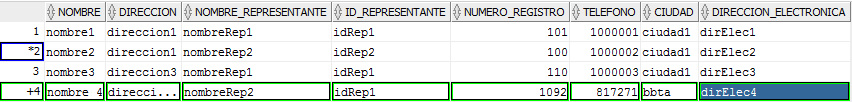 NOMBRE DIRECCION NOMBRE_REPRESENTANTE ID_REPRESENTANTE NUMERO_REGISTRO TELEFONO CIUDAD DIRECCION_ELECTRONICA
1 nombre1 direccion1 nombreRep1 idRep1 101 1000001 ciudad1 dirElec1
*2 nombre2 direccion1 nombreRep2 idRep2 100 1000002 ciudad1 dirElec2
3 nombre3 direccion3 nombreRep1 idRep1 110 1000003 ciudad1 dirElec3
+4 nombre 4 direcci... nombreRep2 idRep1 1092 817271 bbta dirElec4